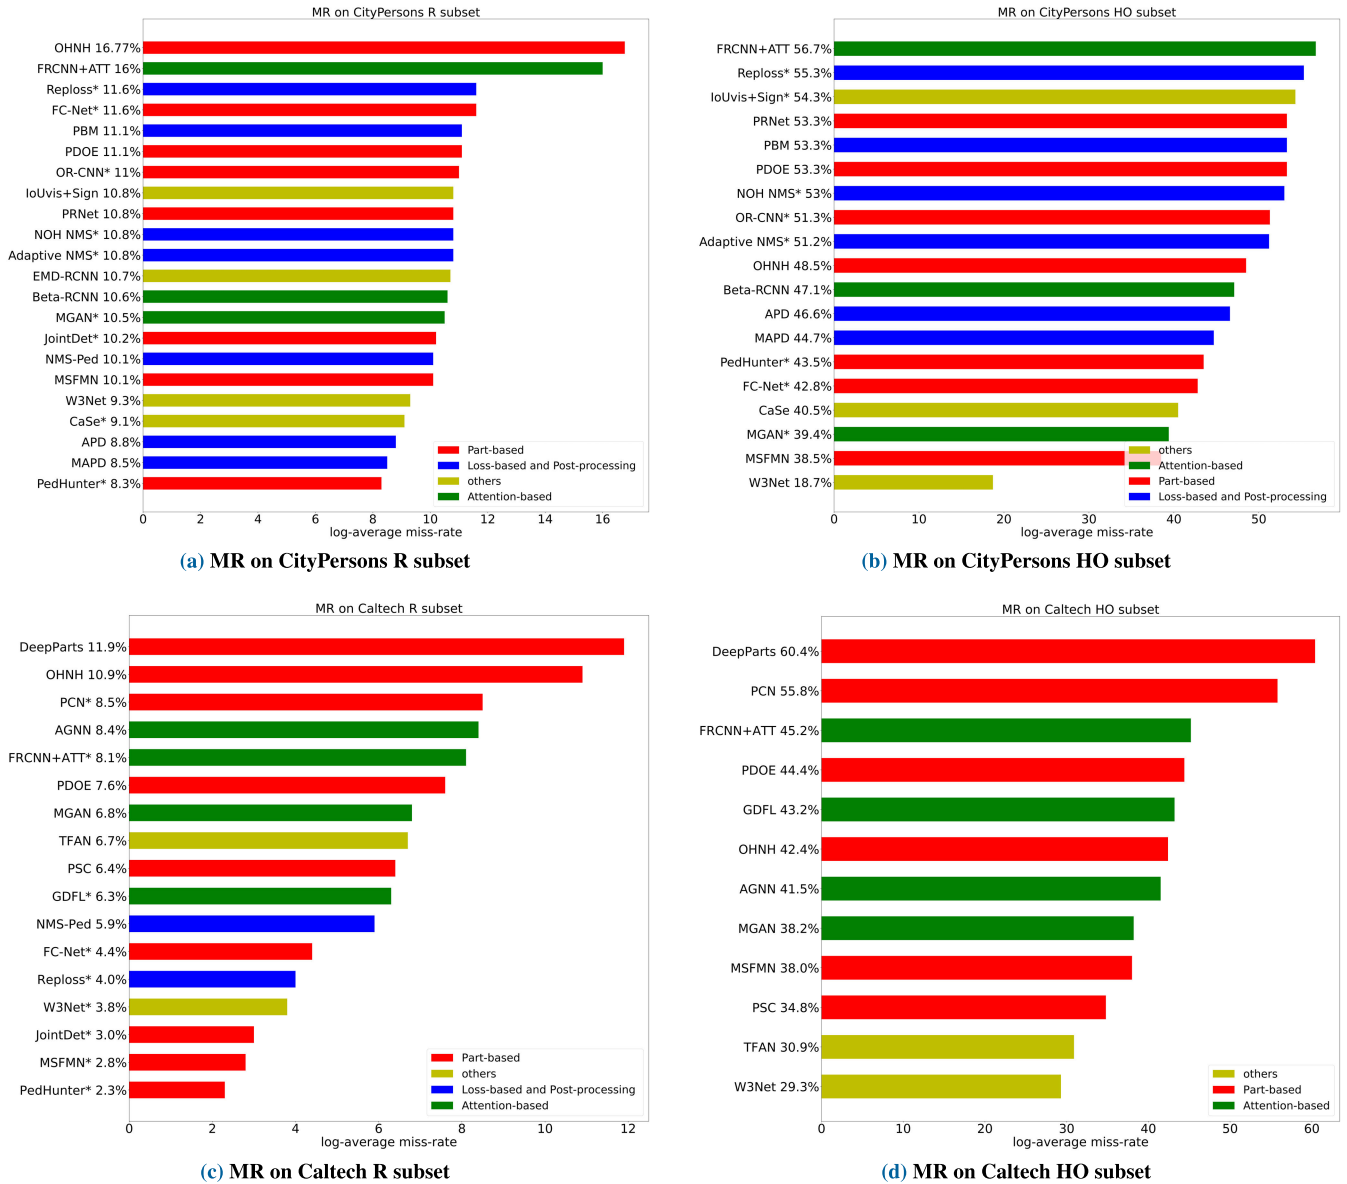 MR on CityPersons R subset
OHNH 16.77%
FRCNN+ATT 16%
Reploss* 11.6%
FC-Net* 11.6%
PBM 11.1%
PDOE 11.1%
OR-CNN* 11%
IoUvis+Sign 10.8%
PRNet 10.8%
NOH NMS* 10.8%
Adaptive NMS* 10.8%
EMD-RCNN 10.7%
Beta-RCNN 10.6%
MGAN* 10.5%
JointDet* 10.2%
NMS-Ped 10.1%
MSFMN 10.1%
W3Net 9.3%
CaSe* 9.1%
APD 8.8%
MAPD 8.5%
PedHunter* 8.3%
Part-based
Loss-based and Post-processing
others
Attention-based
0 2 4 6 8 10 12 14 16
log-average miss-rate
(a) MR on CityPersons R subset
MR on CityPersons HO subset
FRCNN+ATT 56.7%
Reploss* 55.3%
IoUvis+Sign* 54.3%
PRNet 53.3%
PBM 53.3%
PDOE 53.3%
NOH NMS* 53%
OR-CNN* 51.3%
Adaptive NMS* 51.2%
OHNH 48.5%
Beta-RCNN 47.1%
APD 46.6%
MAPD 44.7%
PedHunter* 43.5%
FC-Net* 42.8%
CaSe 40.5%
MGAN* 39.4%
MSFMN 38.5%
W3Net 18.7%
others
Attention-based
Part-based
Loss-based and Post-processing
0 10 20 30 40 50
log-average miss-rate
(b) MR on CityPersons HO subset
MR on Caltech R subset
DeepParts 11.9%
OHNH 10.9%
PCN* 8.5%
AGNN 8.4%
FRCNN+ATT* 8.1%
PDOE 7.6%
MGAN 6.8%
TFAN 6.7%
PSC 6.4%
GDFL* 6.3%
NMS-Ped 5.9%
FC-Net* 4.4%
Reploss* 4.0%
W3Net* 3.8%
JointDet* 3.0%
MSFMN* 2.8%
PedHunter* 2.3%
Part-based
others
Loss-based and Post-processing
Attention-based
0 2 4 6 8 10 12
log-average miss-rate
(c) MR on Caltech R subset
MR on Caltech HO subset
DeepParts 60.4%
PCN 55.8%
FRCNN+ATT 45.2%
PDOE 44.4%
GDFL 43.2%
OHNH 42.4%
AGNN 41.5%
MGAN 38.2%
MSFMN 38.0%
PSC 34.8%
TFAN 30.9%
W3Net 29.3%
others
Part-based
Attention-based
0 10 20 30 40 50 60
log-average miss-rate
(d) MR on Caltech HO subset